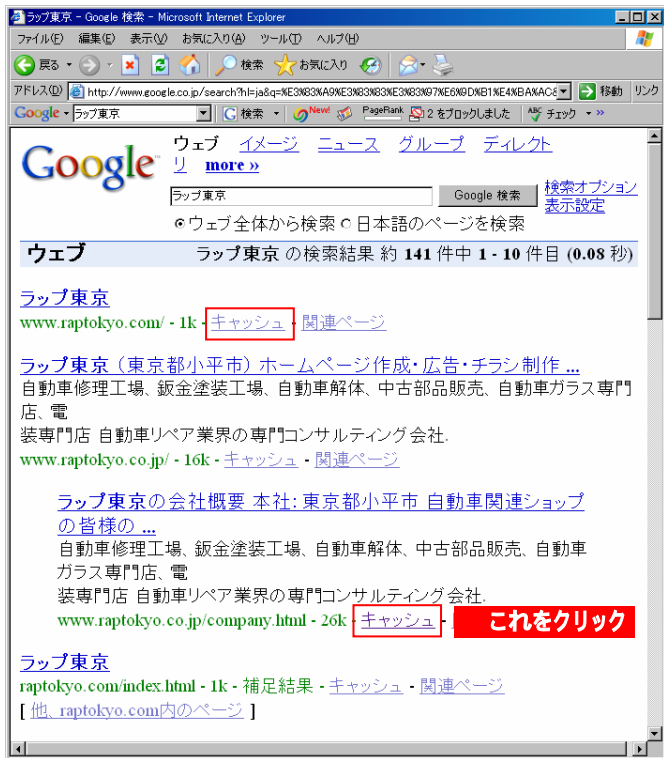 ラップ東京 - Google 検索 - Microsoft Internet Explorer
ファイル(F) 編集(E) 表示(V) お気に入り(A) ツール(T) ヘルプ(H)
戻る 検索 お気に入り
アドレス(D) http://www.google.co.jp/search?hl=ja&q=%E3%83%A9%E3%83%83%E3%83%97%E6%9D%B1%E4%BA%AC& 移動 リンク
Google ラップ東京 検索 New! PageRank 2 をブロックしました ABC チェック »
Google ウェブ イメージ ニュース グループ ディレクト
リ more »
ラップ東京 Google 検索 検索オプション
表示設定
ウェブ全体から検索 日本語のページを検索
ウェブ ラップ東京 の検索結果 約 141 件中 1 - 10 件目 (0.08 秒)
ラップ東京
www.raptokyo.com/ - 1k - キャッシュ - 関連ページ
ラップ東京（東京都小平市）ホームページ作成・広告・チラシ制作 ...
自動車修理工場、鈑金塗装工場、自動車解体、中古部品販売、自動車ガラス専門
店、電
装専門店 自動車リペア業界の専門コンサルティング会社.
www.raptokyo.co.jp/ - 16k - キャッシュ - 関連ページ
ラップ東京の会社概要 本社：東京都小平市 自動車関連ショップ
の皆様の ...
自動車修理工場、鈑金塗装工場、自動車解体、中古部品販売、自動車
ガラス専門店、電
装専門店 自動車リペア業界の専門コンサルティング会社.
www.raptokyo.co.jp/company.html - 26k - キャッシュ - これをクリック
ラップ東京
raptokyo.com/index.html - 1k - 補足結果 - キャッシュ - 関連ページ
[ 他、raptokyo.com内のページ ]